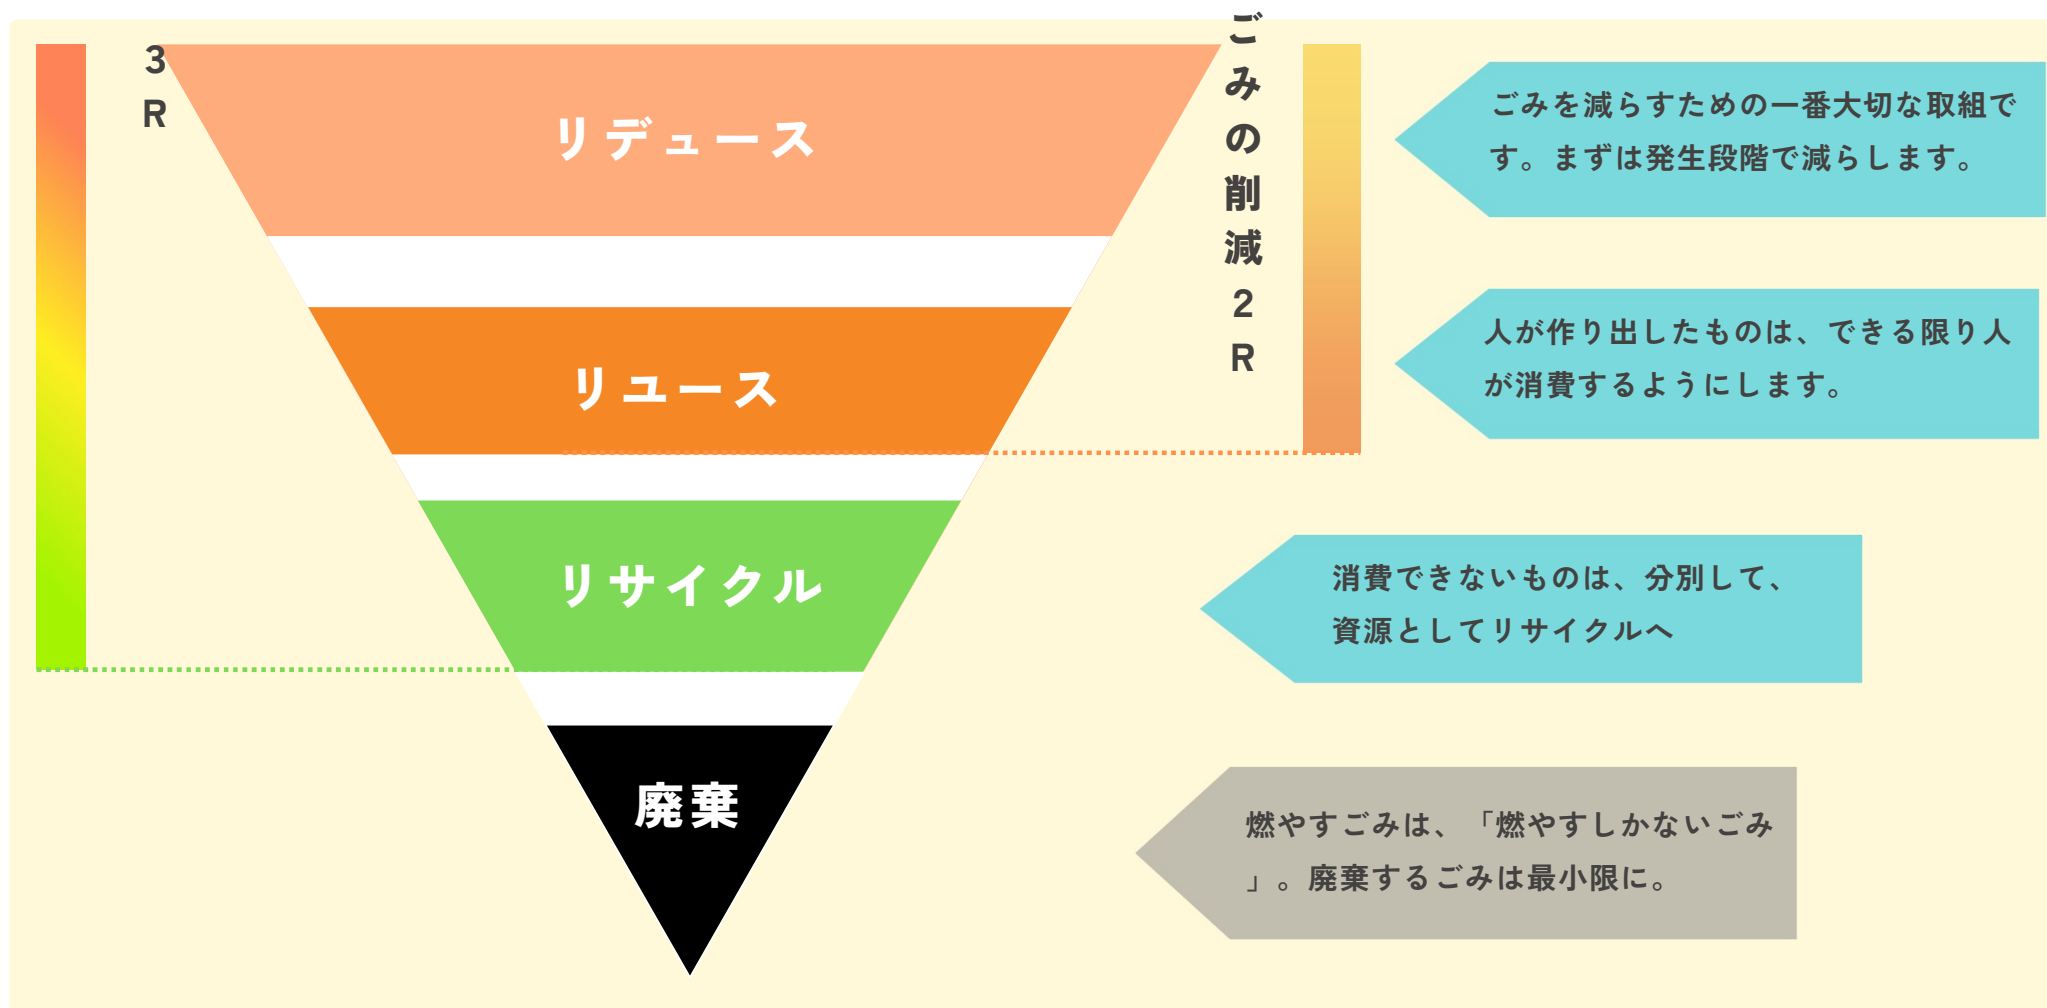 3R
ごみの削減2R
リデュース
ごみを減らすための一番大切な取組で
す。まずは発生段階で減らします。
リユース
人が作り出したものは、できる限り人
が消費するようにします。
リサイクル
消費できないものは、分別して、
資源としてリサイクルへ
廃棄
燃やすごみは、「燃やすしかないごみ
」。廃棄するごみは最小限に。